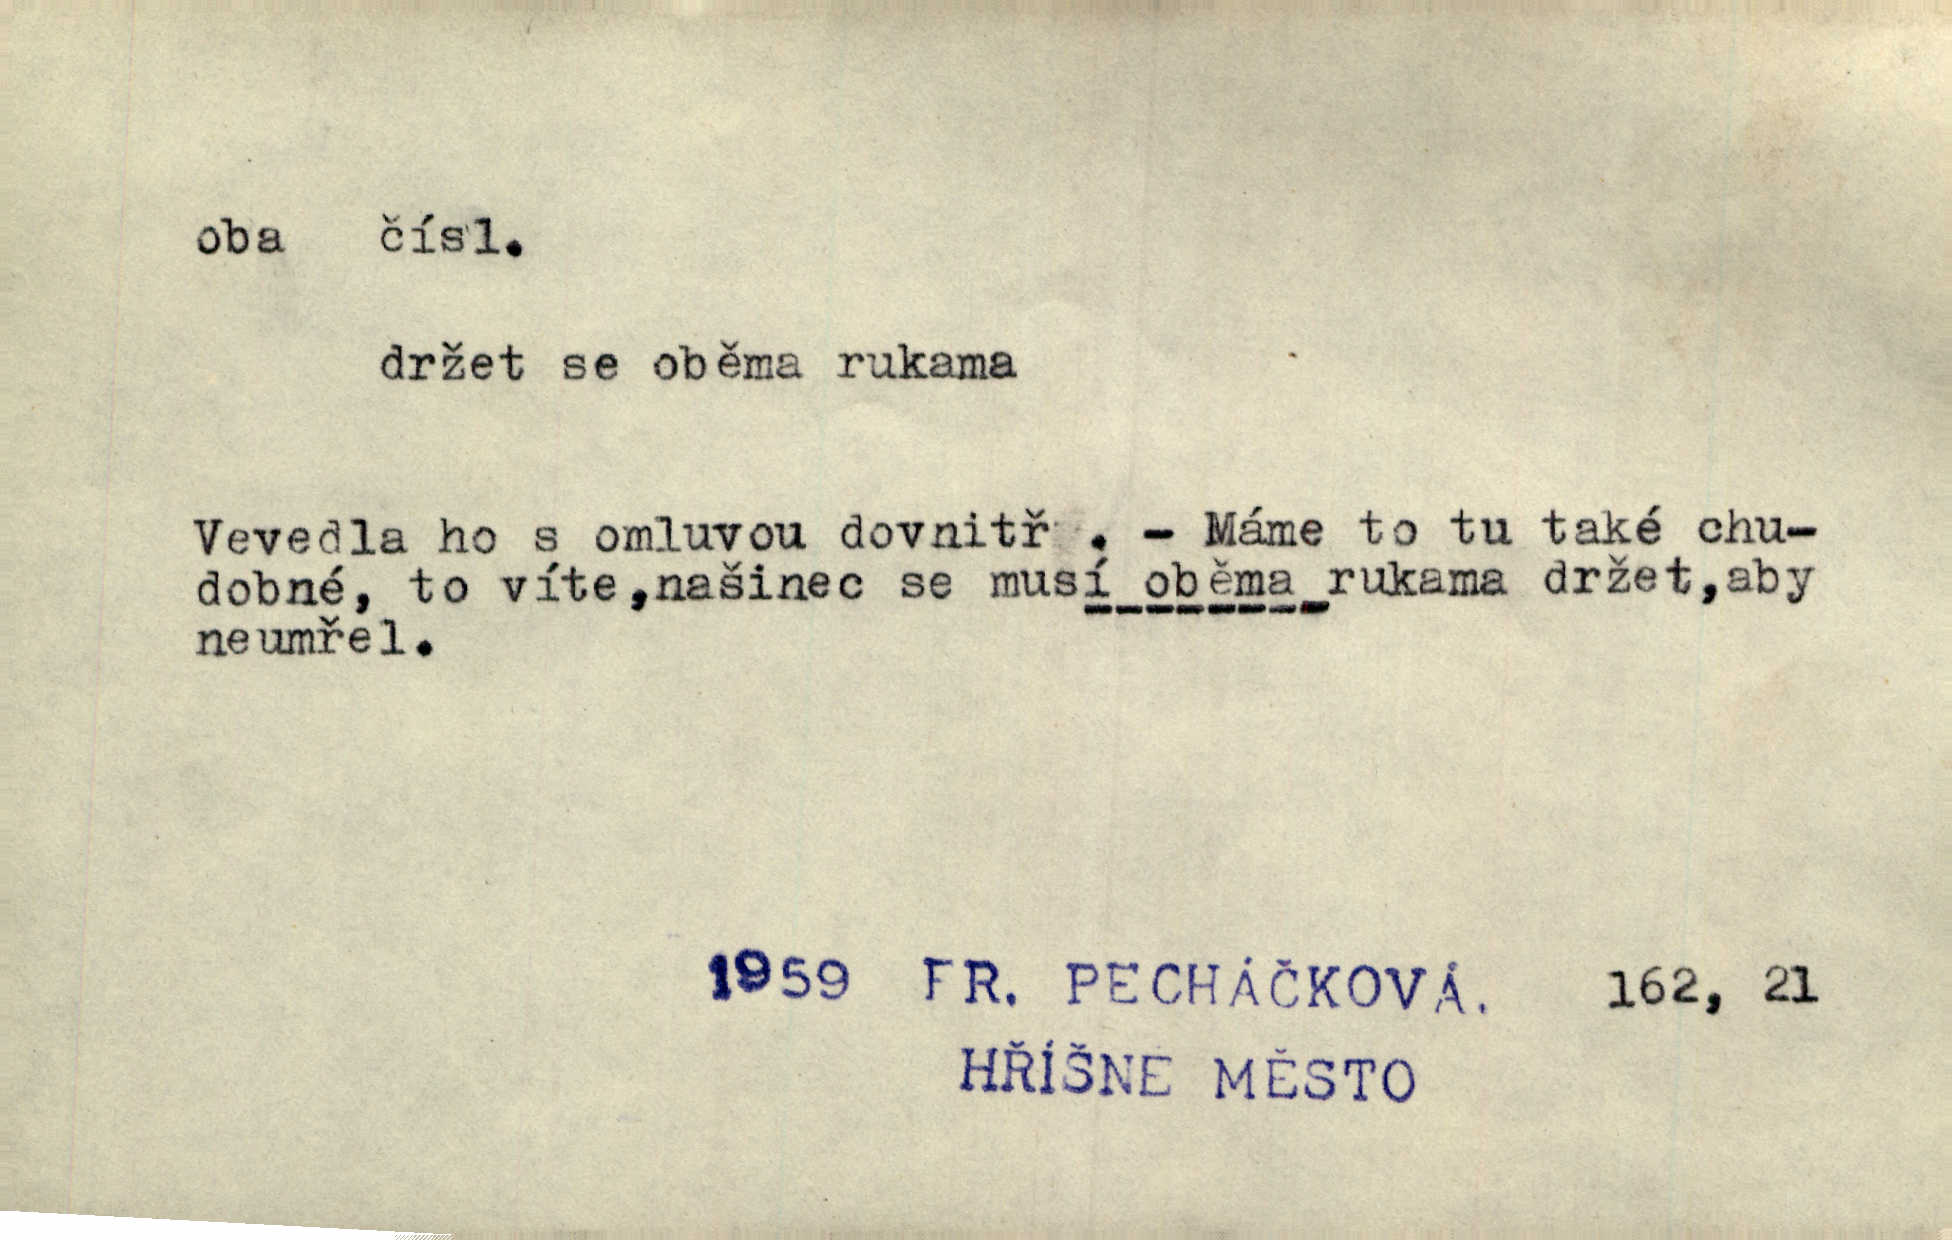 oba čísl.
držet se oběma rukama
Vevedla ho s omluvou dovnitř . - Máme to tu také chu-
dobné, to víte,našinec se musí oběma rukama držet,aby
neumřel.
1959 FR. PECHÁČKOVÁ. 162, 21
HŘÍŠNÉ MĚSTO